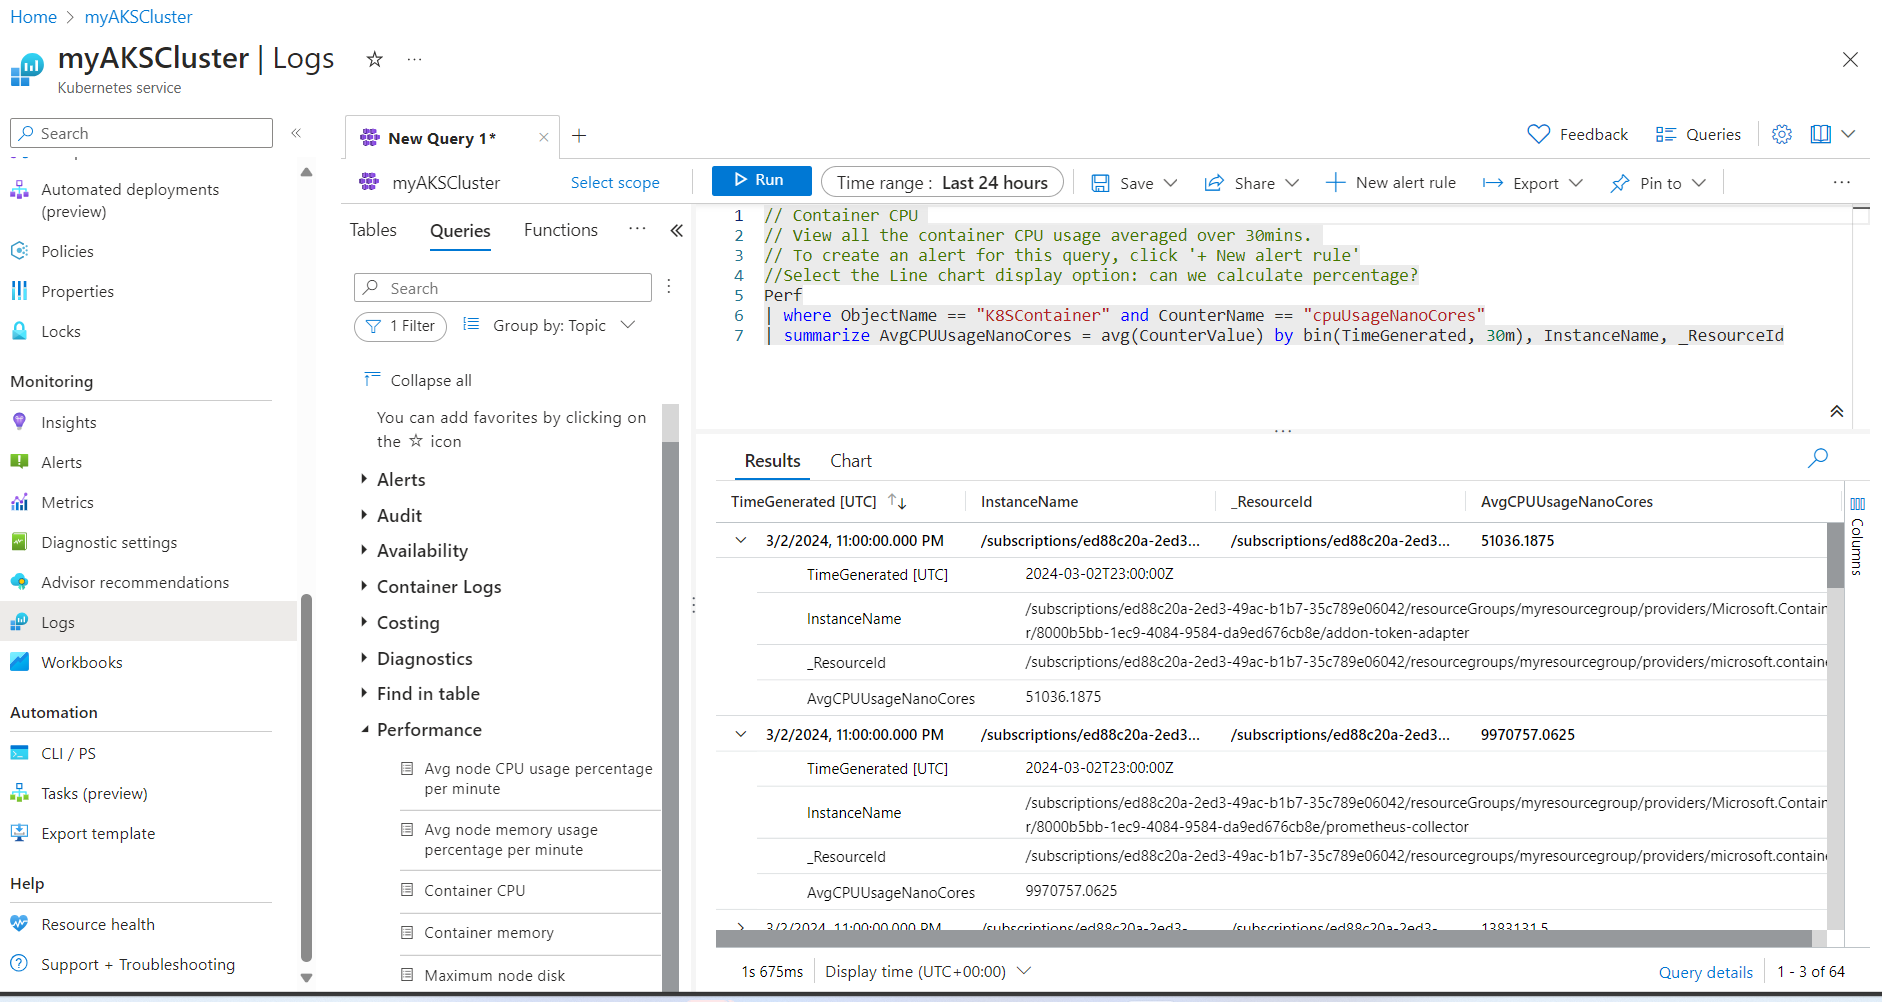 Home > myAKSCluster
myAKSCluster | Logs
Kubernetes service
Search
Automated deployments
(preview)
Policies
Properties
Locks
Monitoring
Insights
Alerts
Metrics
Diagnostic settings
Advisor recommendations
Logs
Workbooks
Automation
CLI / PS
Tasks (preview)
Export template
Help
Resource health
Support + Troubleshooting
New Query 1*
Feedback
Queries
myAKSCluster
Select scope
Run
Time range : Last 24 hours
Save
Share
New alert rule
Export
Pin to
Tables
Queries
Functions
Search
1 Filter
Group by: Topic
Collapse all
You can add favorites by clicking on
the ☆ icon
Alerts
Audit
Availability
Container Logs
Costing
Diagnostics
Find in table
Performance
Avg node CPU usage percentage
per minute
Avg node memory usage
percentage per minute
Container CPU
Container memory
Maximum node disk
1 // Container CPU
2 // View all the container CPU usage averaged over 30mins.
3 // To create an alert for this query, click '+ New alert rule'
4 //Select the Line chart display option: can we calculate percentage?
5 Perf
6 | where ObjectName == "K8SContainer" and CounterName == "cpuUsageNanoCores"
7 | summarize AvgCPUUsageNanoCores = avg(CounterValue) by bin(TimeGenerated, 30m), InstanceName, _ResourceId
Results
Chart
TimeGenerated [UTC] InstanceName _ResourceId AvgCPUUsageNanoCores
Columns
3/2/2024, 11:00:00.000 PM /subscriptions/ed88c20a-2ed3... /subscriptions/ed88c20a-2ed3... 51036.1875
TimeGenerated [UTC] 2024-03-02T23:00:00Z
InstanceName /subscriptions/ed88c20a-2ed3-49ac-b1b7-35c789e06042/resourceGroups/myresourcegroup/providers/Microsoft.Contain
r/8000b5bb-1ec9-4084-9584-da9ed676cb8e/addon-token-adapter
_ResourceId /subscriptions/ed88c20a-2ed3-49ac-b1b7-35c789e06042/resourcegroups/myresourcegroup/providers/microsoft.containe
AvgCPUUsageNanoCores 51036.1875
3/2/2024, 11:00:00.000 PM /subscriptions/ed88c20a-2ed3... /subscriptions/ed88c20a-2ed3... 9970757.0625
TimeGenerated [UTC] 2024-03-02T23:00:00Z
InstanceName /subscriptions/ed88c20a-2ed3-49ac-b1b7-35c789e06042/resourceGroups/myresourcegroup/providers/Microsoft.Contain
r/8000b5bb-1ec9-4084-9584-da9ed676cb8e/prometheus-collector
_ResourceId /subscriptions/ed88c20a-2ed3-49ac-b1b7-35c789e06042/resourcegroups/myresourcegroup/providers/microsoft.containe
AvgCPUUsageNanoCores 9970757.0625
3/2/2024, 11:00:00.000 PM /subscriptions/ed88c20a-2ed3- /subscriptions/ed88c20a-2ed3- 1383131.5
1s 675ms
Display time (UTC+00:00)
Query details
1 - 3 of 64